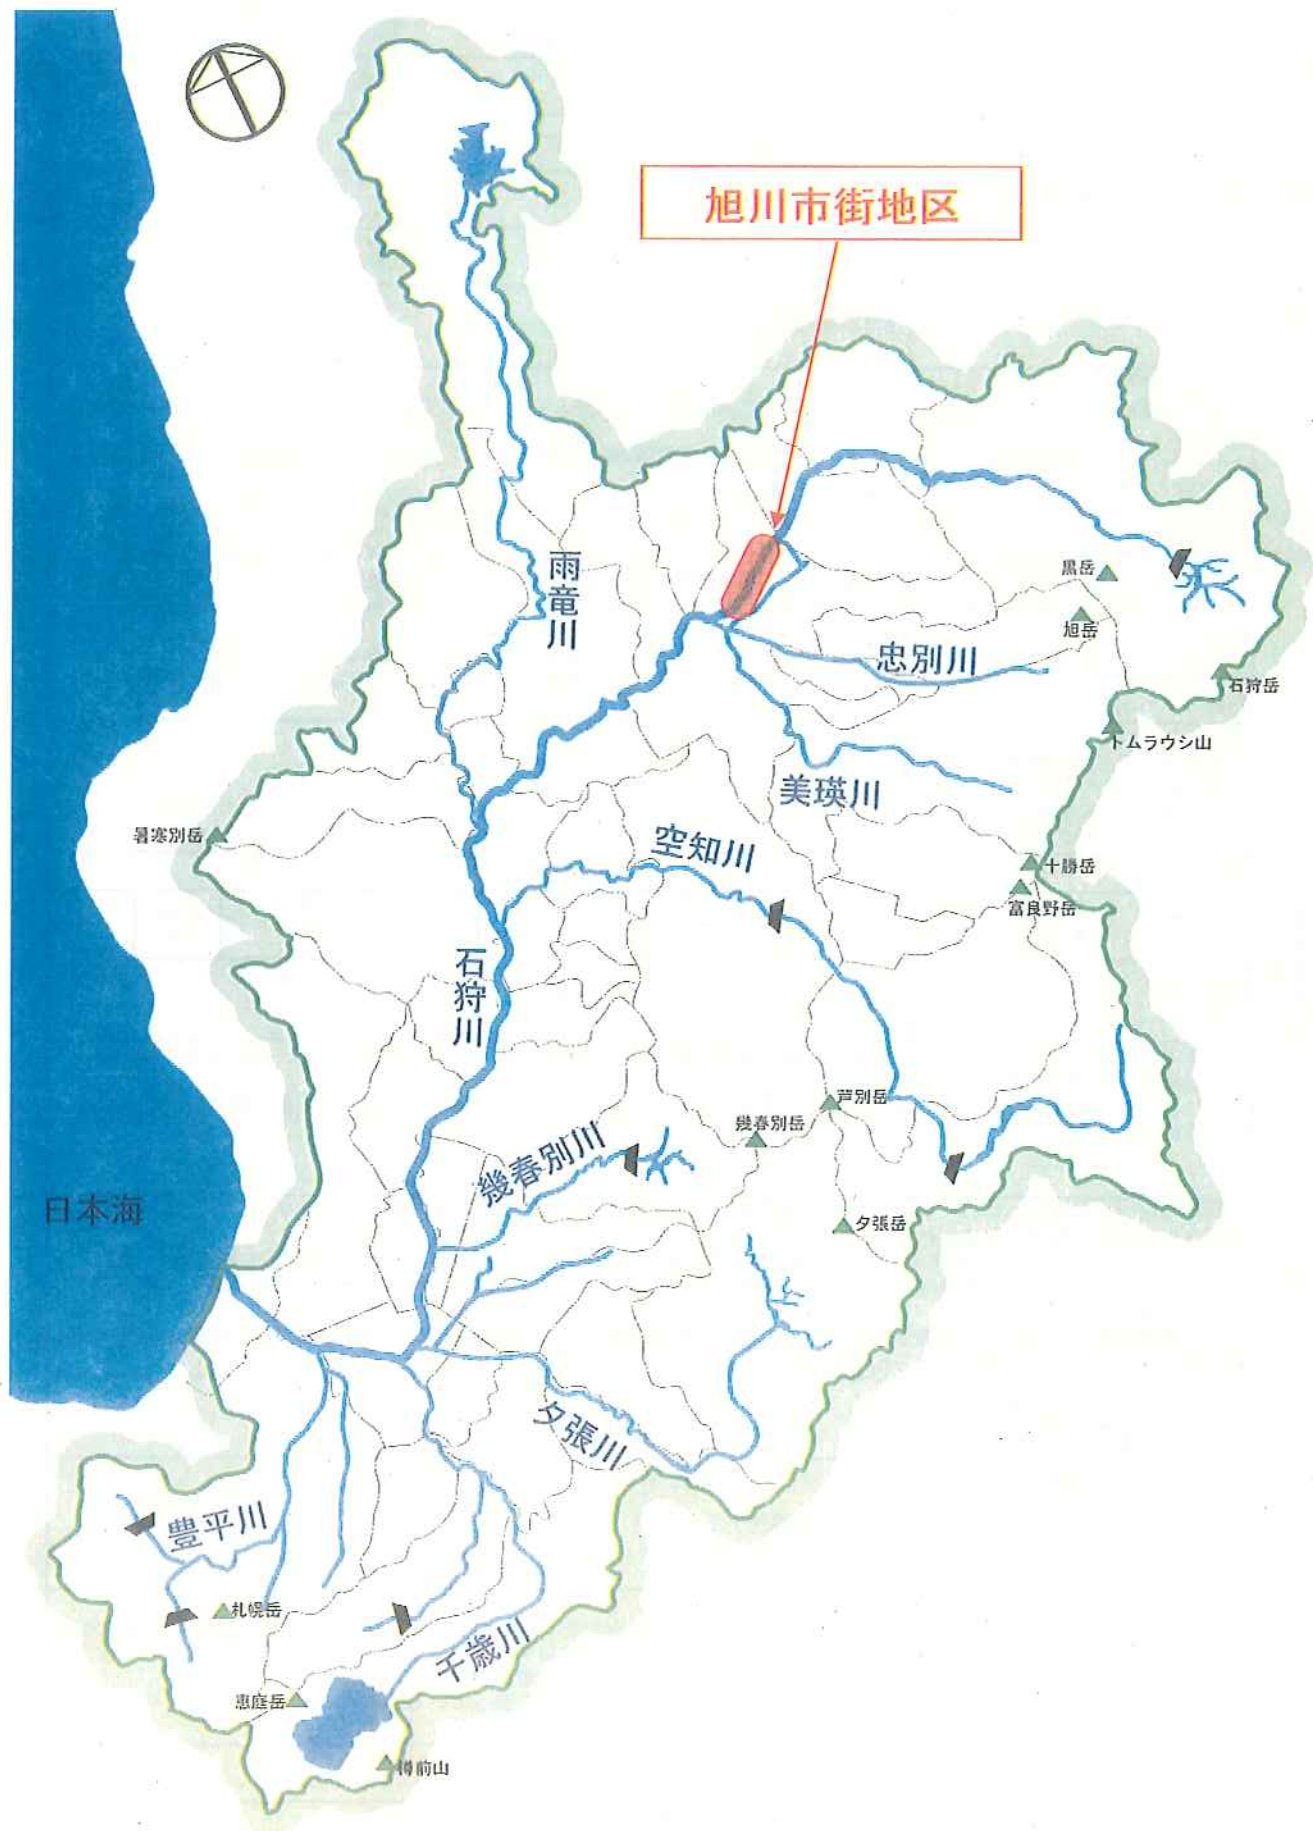 旭川市街地区
雨竜川
黒岳
旭岳
忠別川
石狩岳
トムラウシ山
美瑛川
暑寒別岳
空知川
十勝岳
富良野岳
石狩川
芦別岳
幾春別岳
幾春別川
日本海
夕張岳
夕張川
豊平川
札幌岳
千歳川
恵庭岳
樽前山